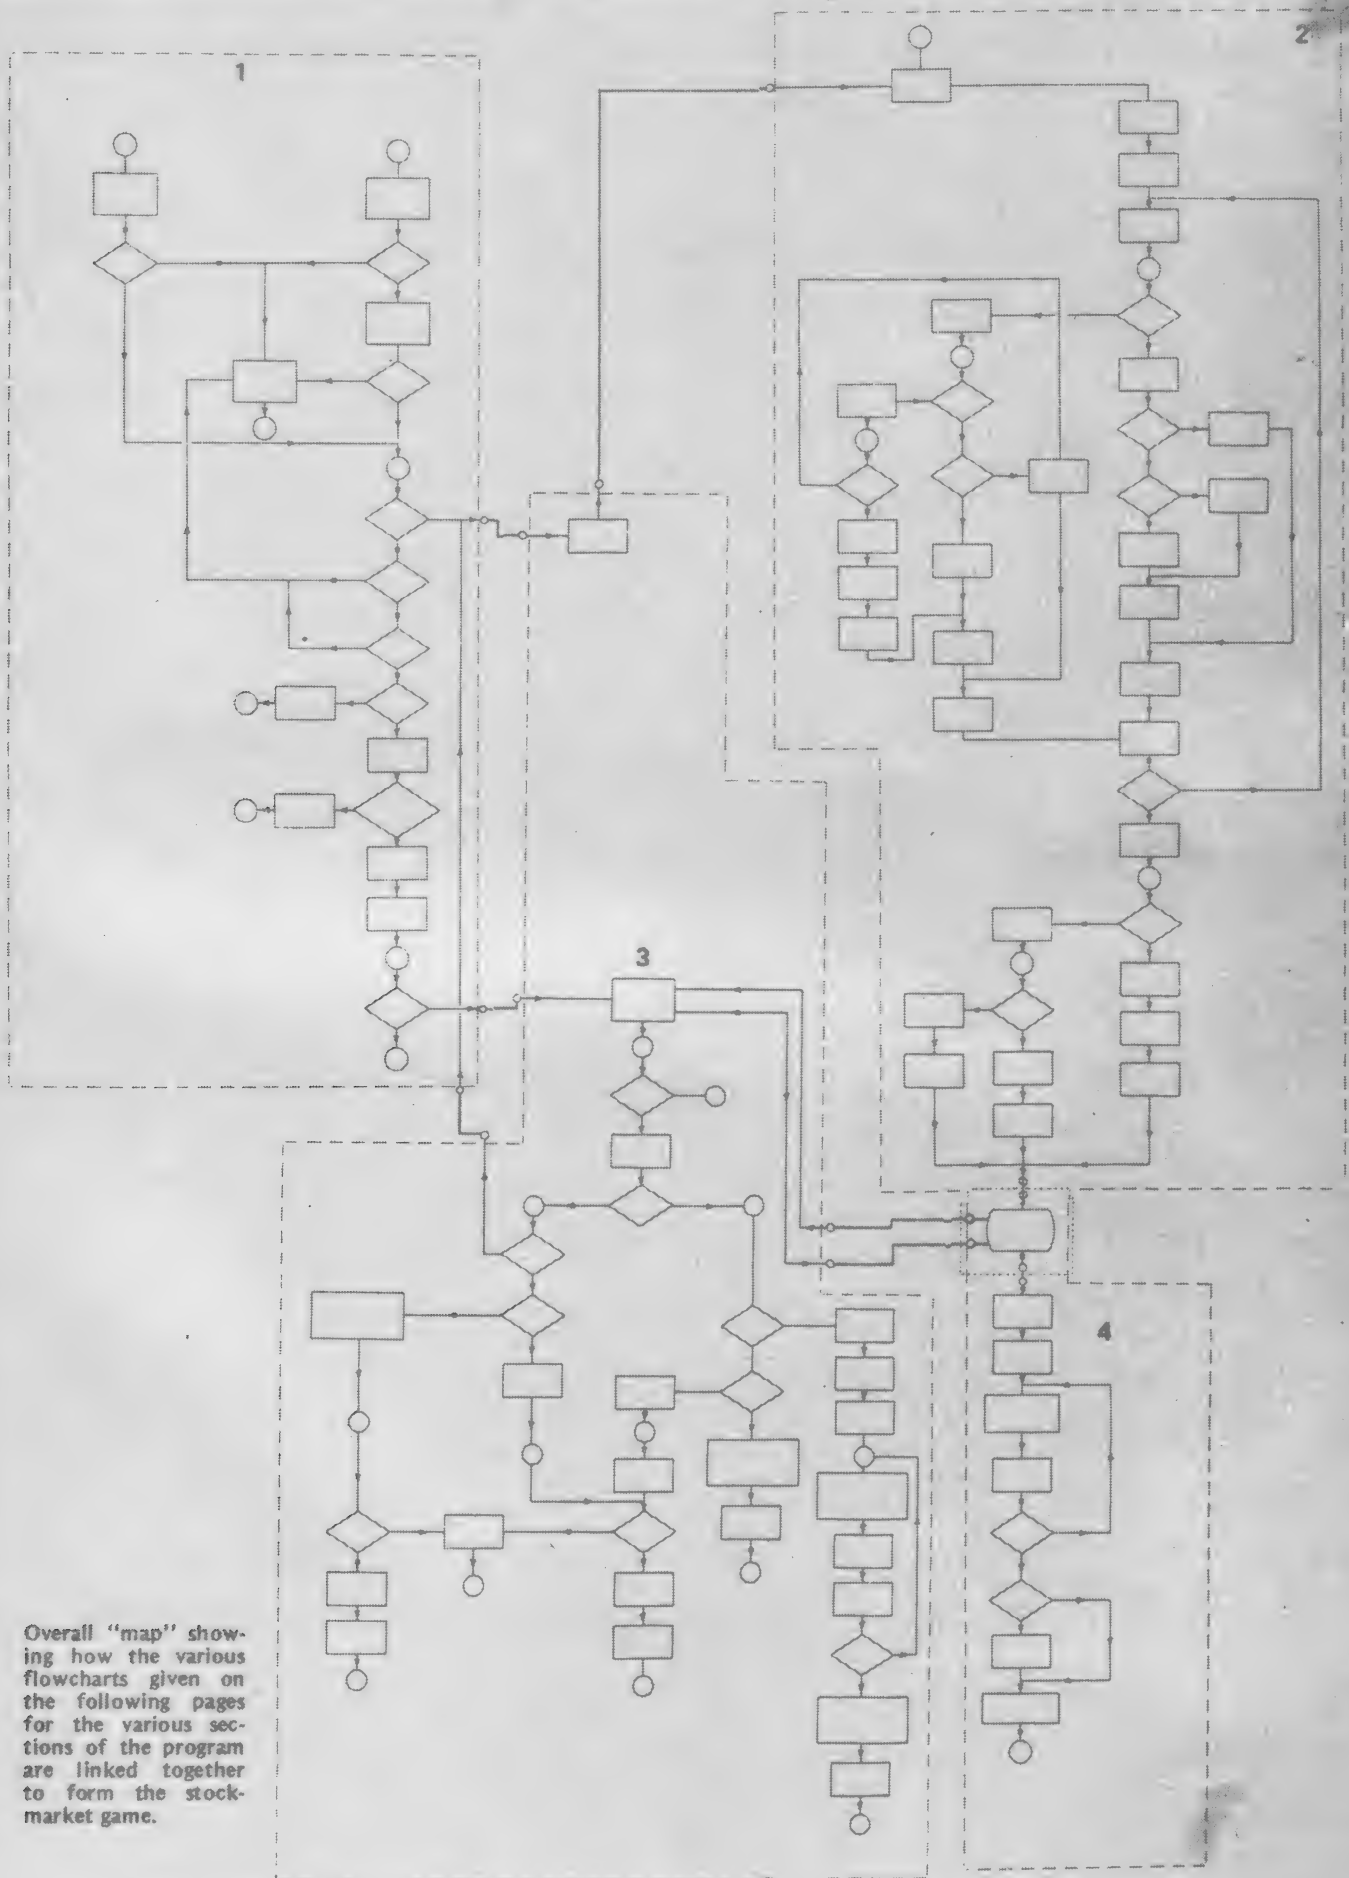 1
2
3
4
Overall "map" show-
ing how the various
flowcharts given on
the following pages
for the various sec-
tions of the program
are linked together
to form the stock-
market game.